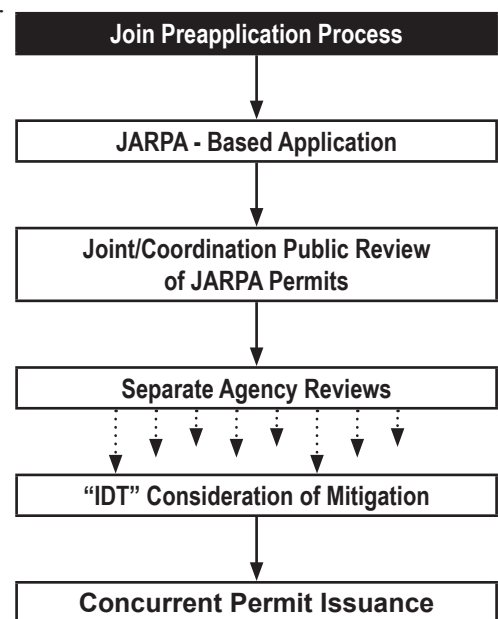 Join Preapplication Process
JARPA - Based Application
Joint/Coordination Public Review
of JARPA Permits
Separate Agency Reviews
“IDT” Consideration of Mitigation
Concurrent Permit Issuance